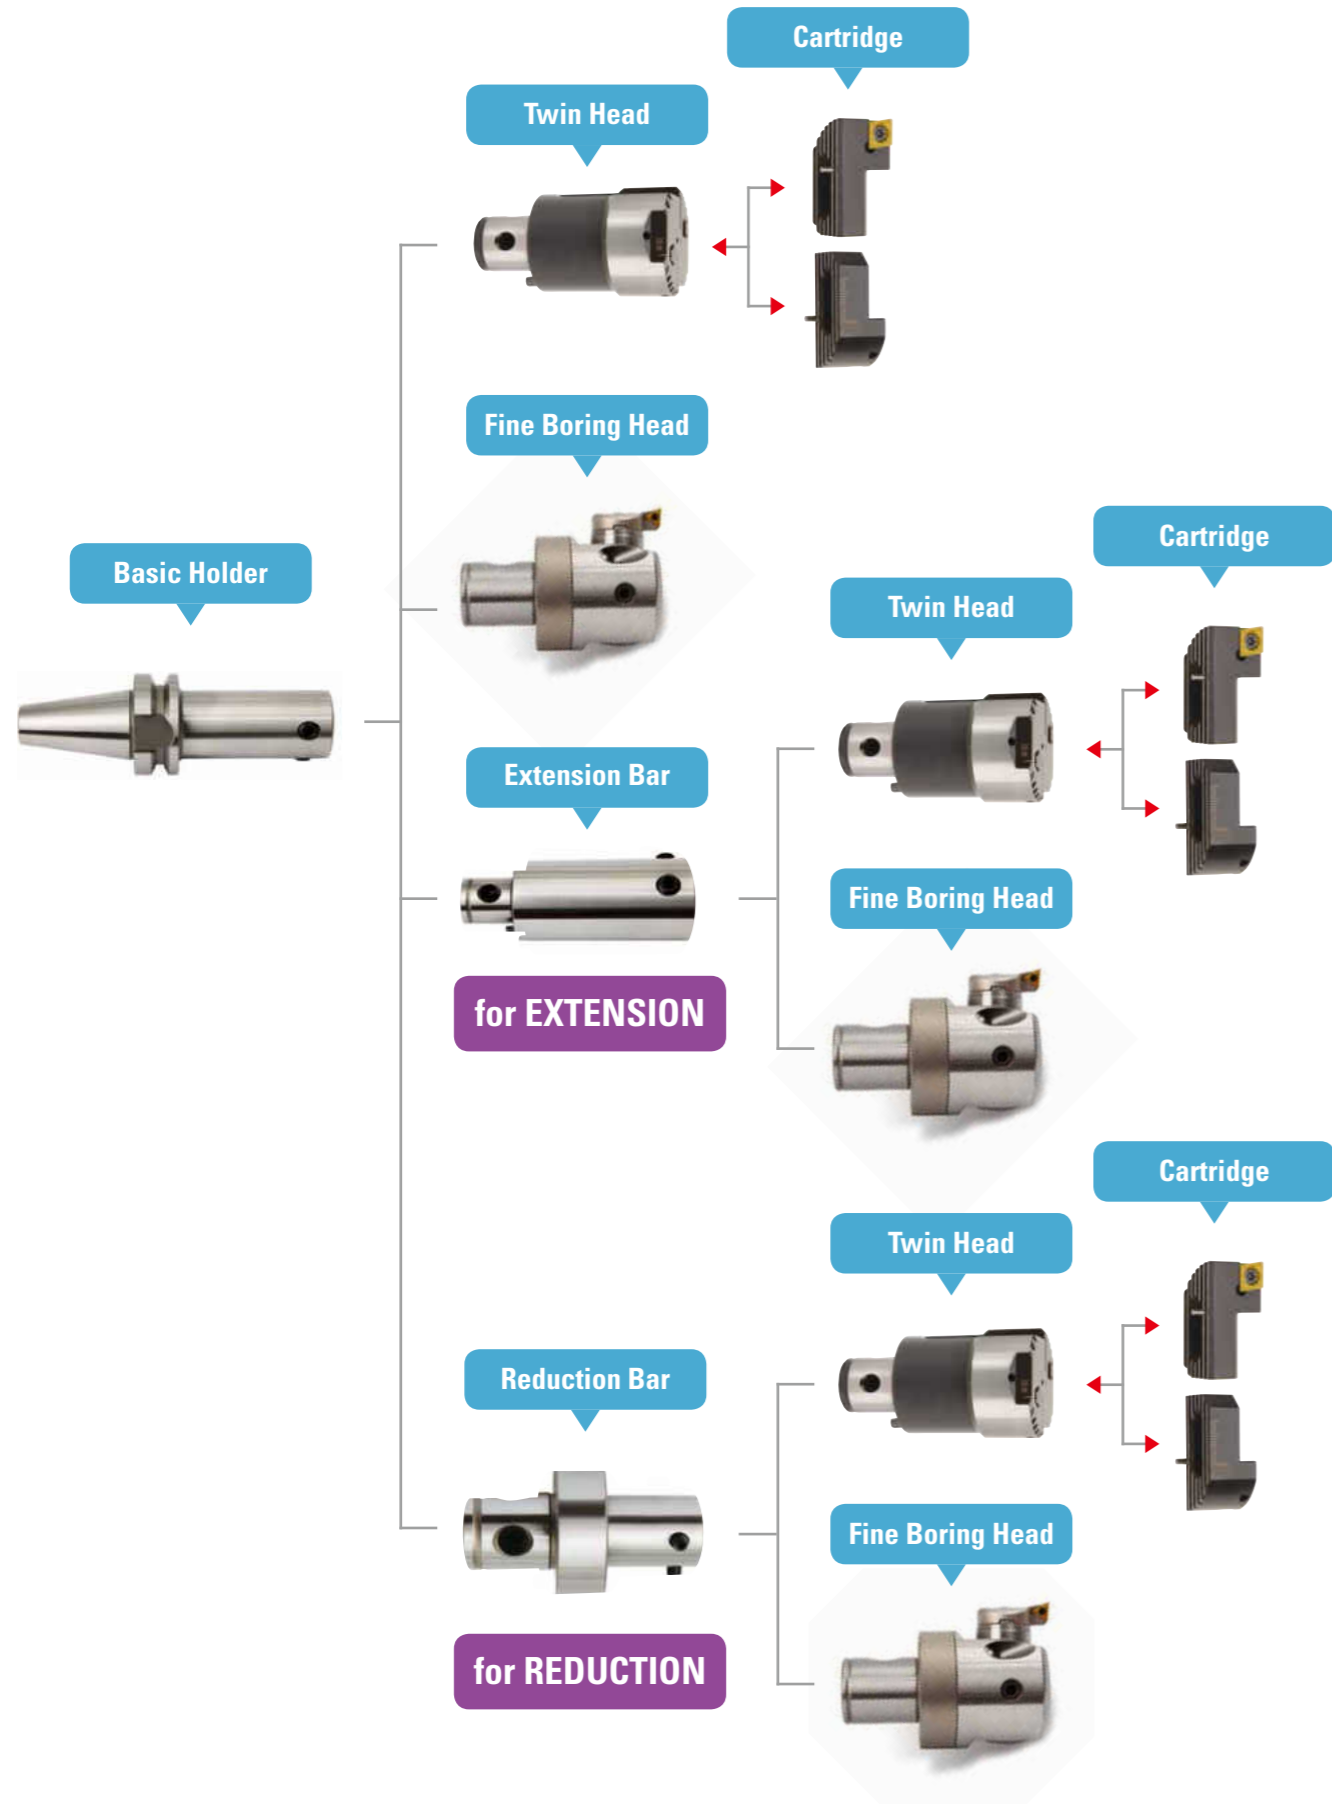 Cartridge
Twin Head
Fine Boring Head
Basic Holder
Cartridge
Twin Head
Extension Bar
Fine Boring Head
for EXTENSION
Cartridge
Twin Head
Reduction Bar
Fine Boring Head
for REDUCTION